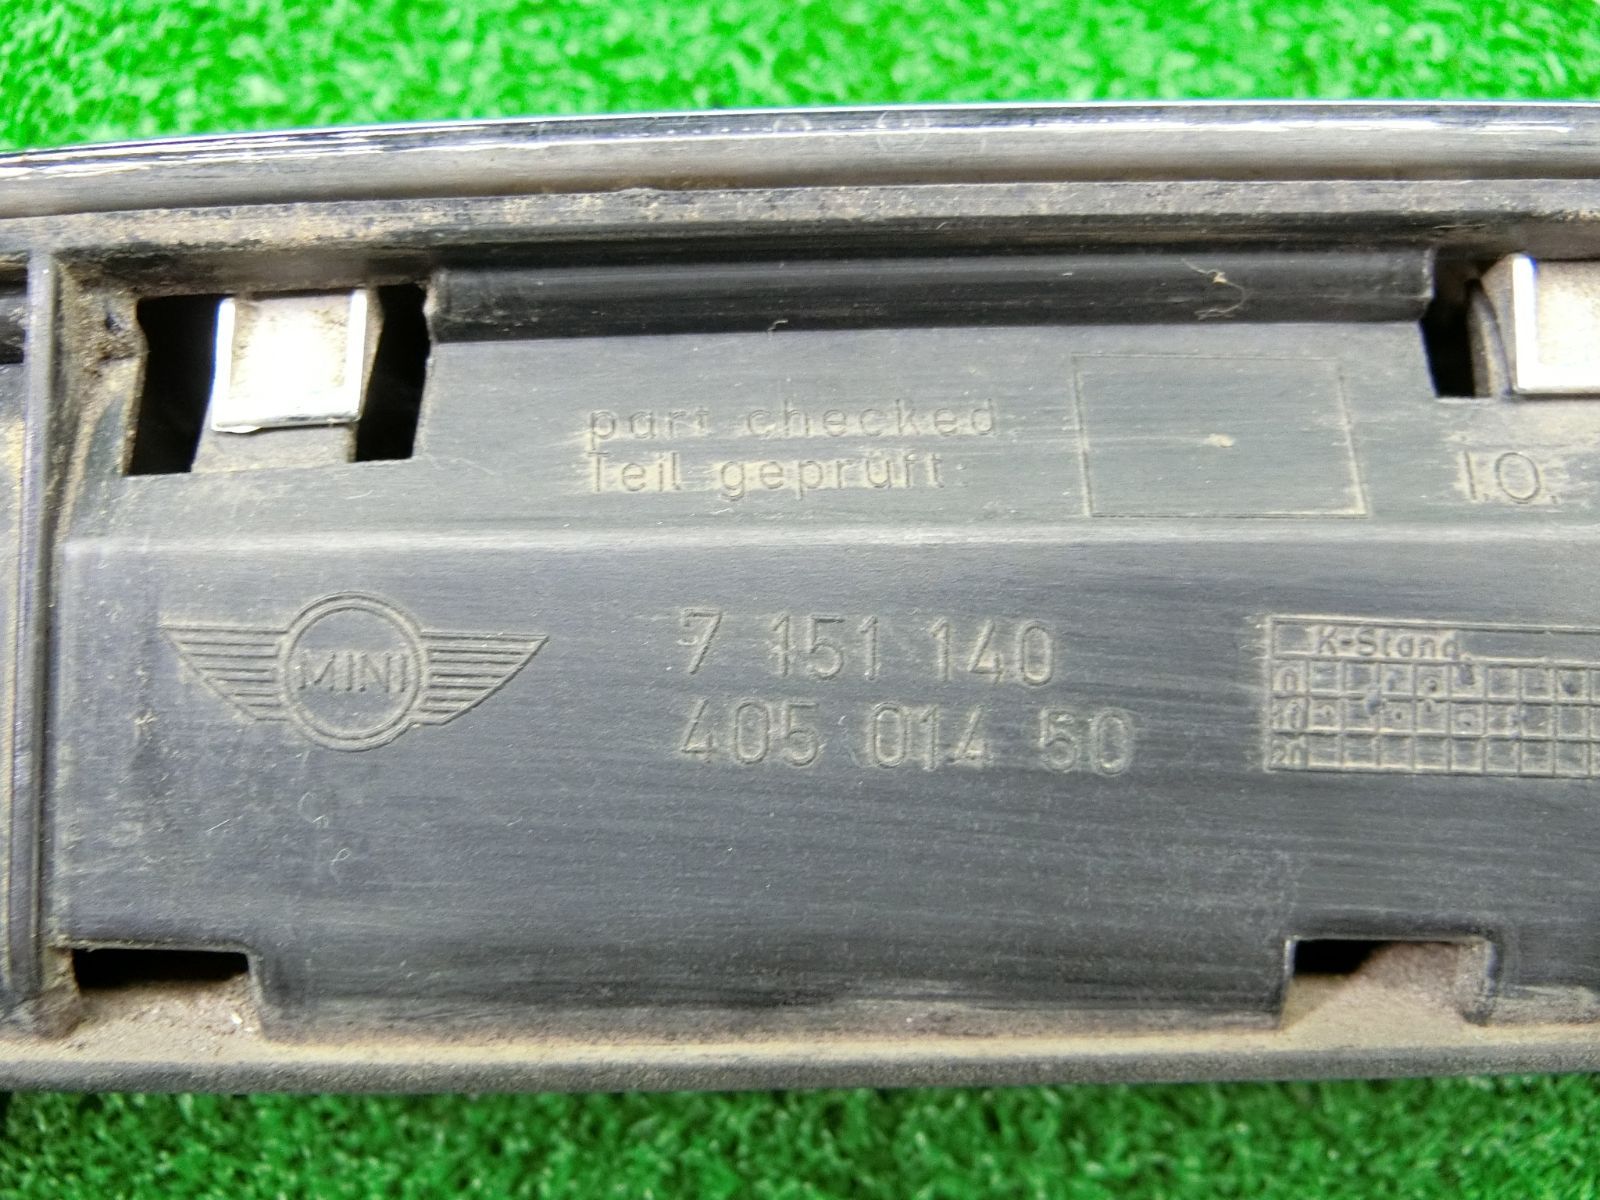 part checked
Teil geprüft
I.O.
MINI
7 151 140
405 014 50
K-Stand
0
10
20